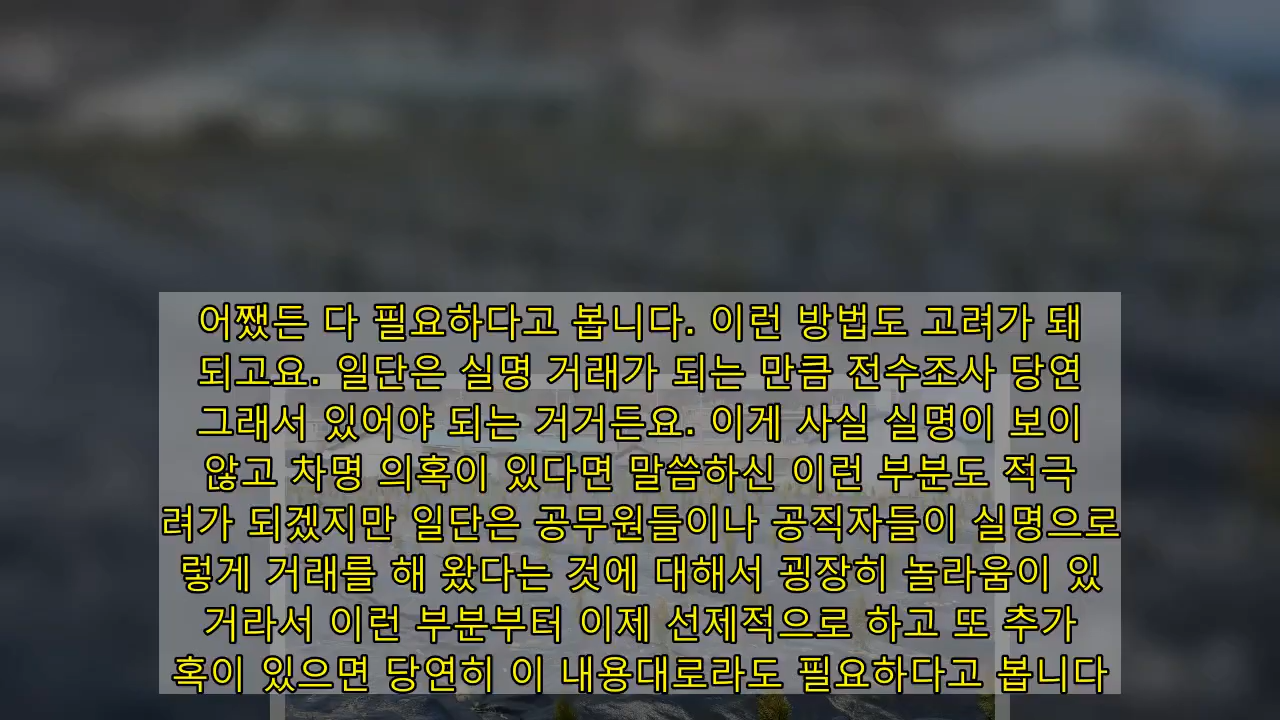 어쨌든 다 필요하다고 봅니다. 이런 방법도 고려가 돼
되고요. 일단은 실명 거래가 되는 만큼 전수조사 당연
그래서 있어야 되는 거거든요. 이게 사실 실명이 보이
않고 차명 의혹이 있다면 말씀하신 이런 부분도 적극
려가 되겠지만 일단은 공무원들이나 공직자들이 실명으로
렇게 거래를 해 왔다는 것에 대해서 굉장히 놀라움이 있
거라서 이런 부분부터 이제 선제적으로 하고 또 추가
혹이 있으면 당연히 이 내용대로라도 필요하다고 봅니다